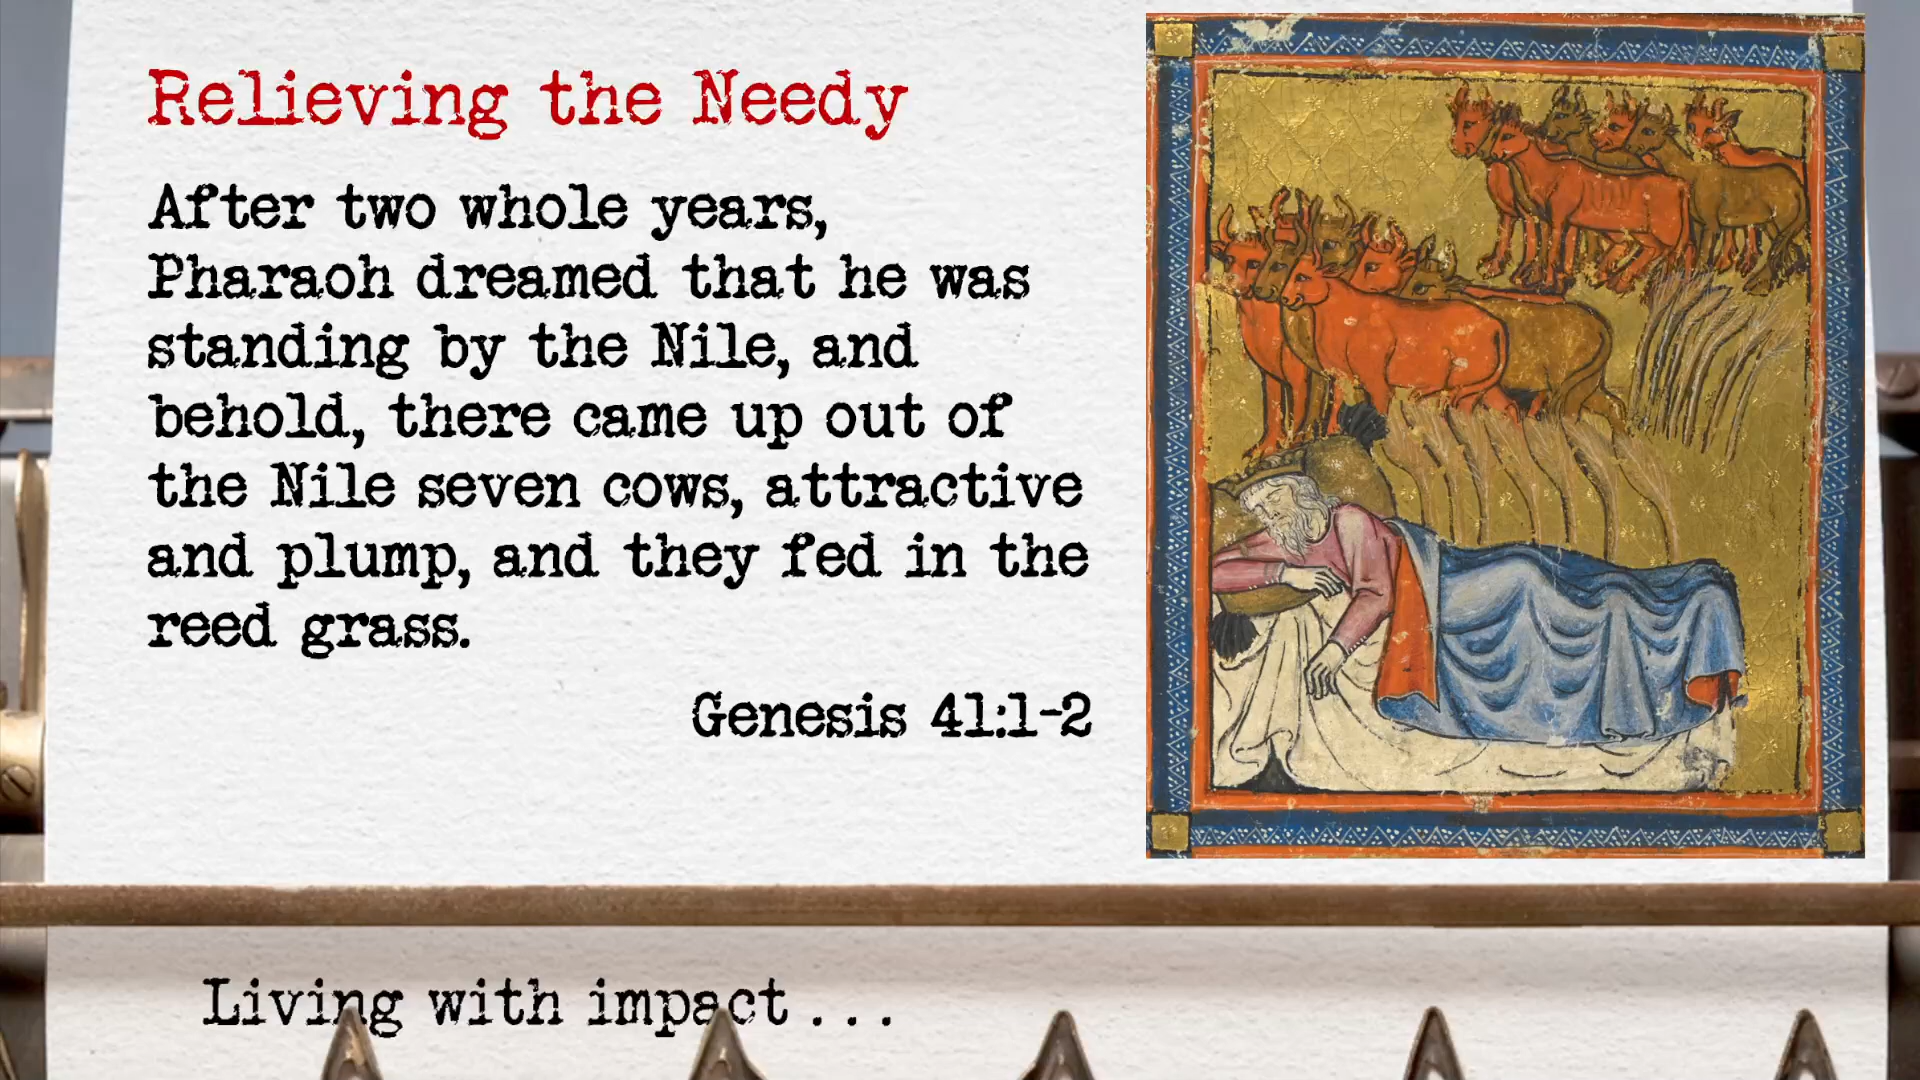 Relieving the Needy
After two whole years,
Pharaoh dreamed that he was
standing by the Nile, and
behold, there came up out of
the Nile seven cows, attractive
and plump, and they fed in the
reed grass.
Genesis 41:1-2
Living with impact . . .